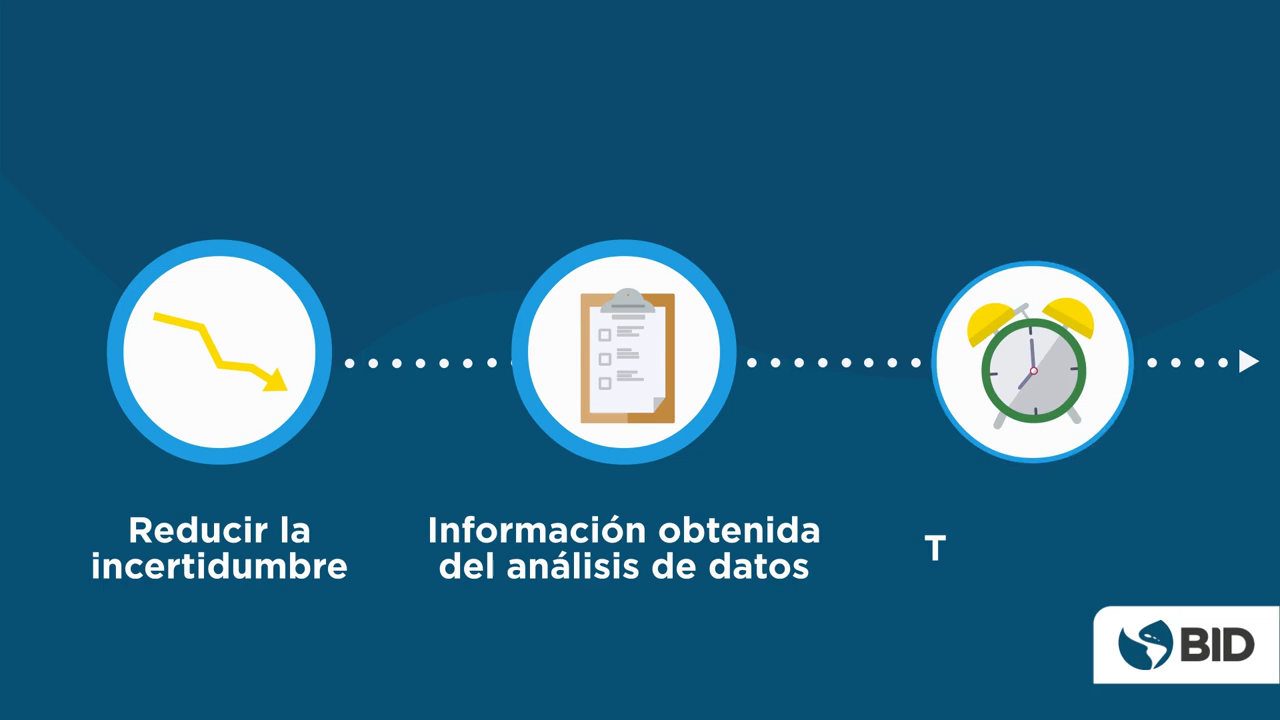 Reducir la
incertidumbre
Información obtenida
del análisis de datos
T
BID